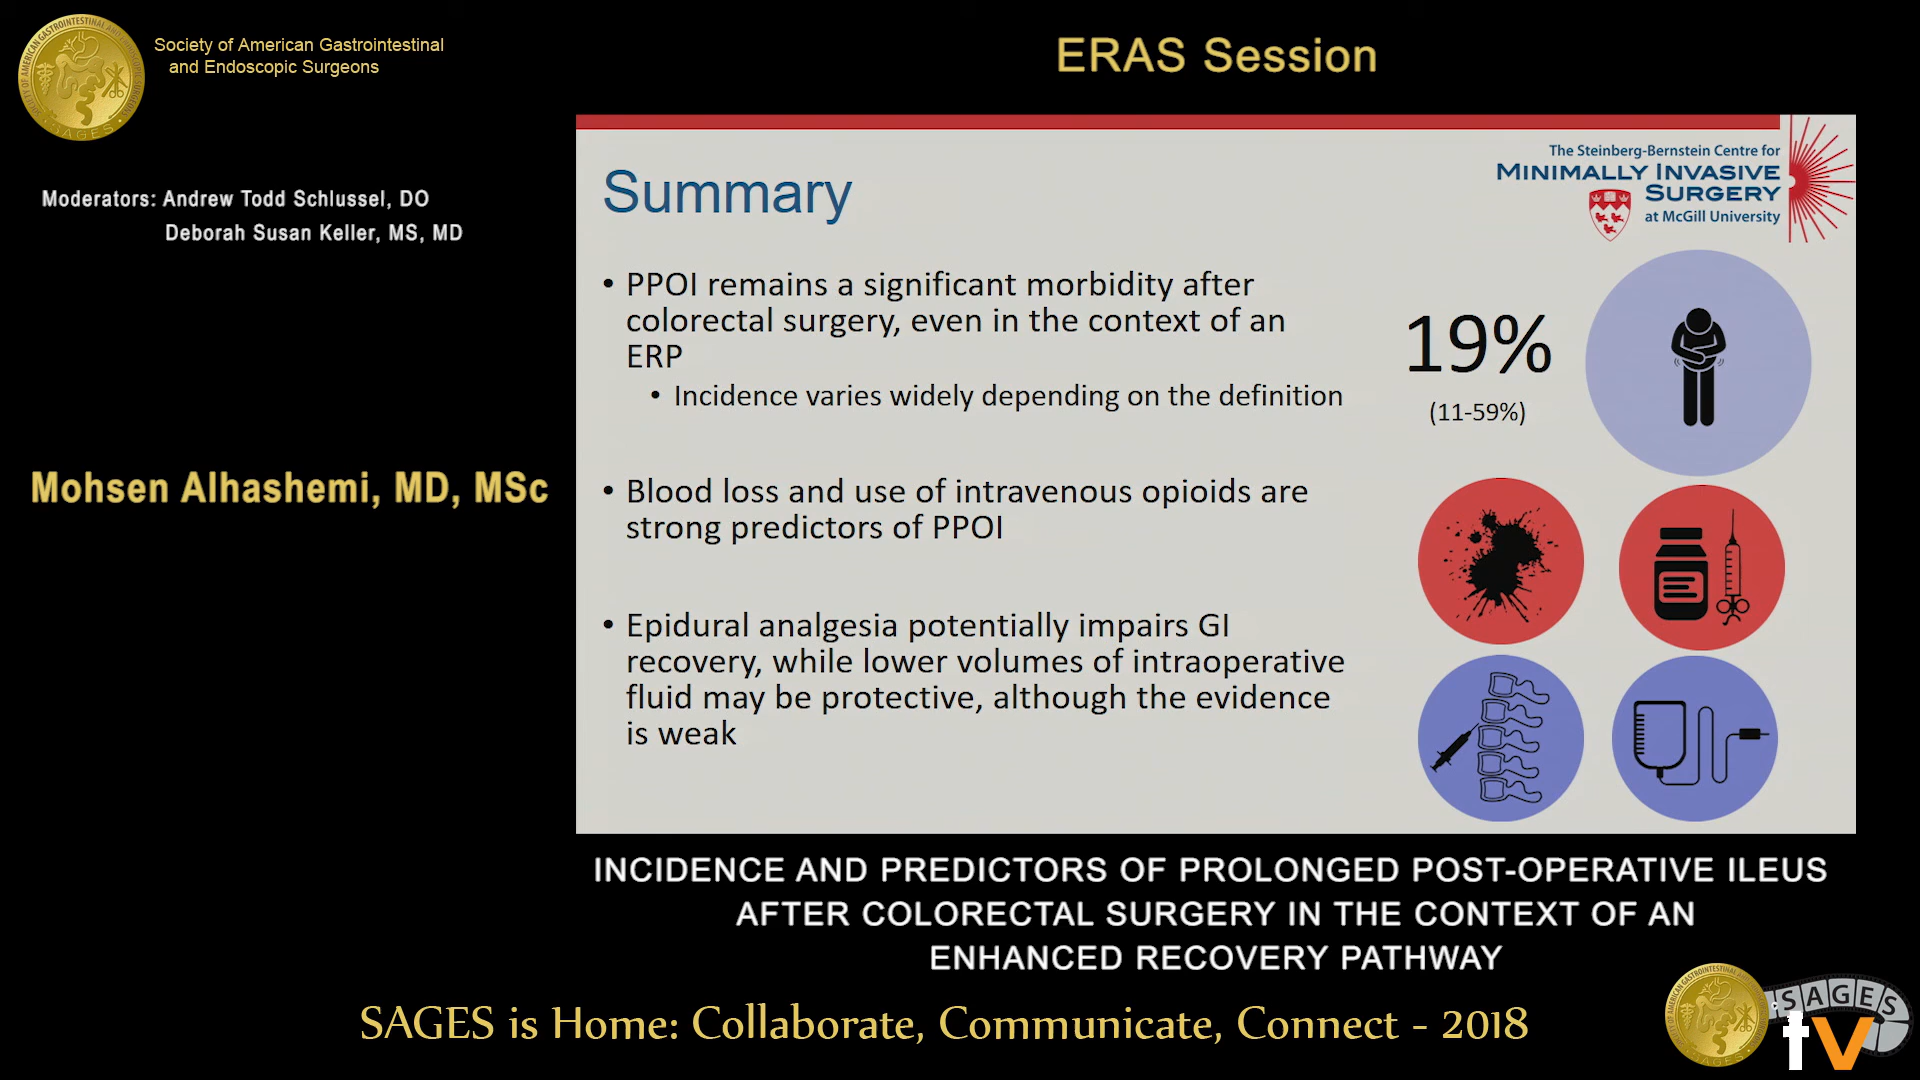 Society of American Gastrointestinal
and Endoscopic Surgeons
ERAS Session
Moderators: Andrew Todd Schlussel, DO
Deborah Susan Keller, MS, MD
Mohsen Alhashemi, MD, MSc
The Steinberg-Bernstein Centre for
MINIMALLY INVASIVE
SURGERY
at McGill University
Summary
• PPOI remains a significant morbidity after
colorectal surgery, even in the context of an
ERP
• Incidence varies widely depending on the definition
19%
(11-59%)
• Blood loss and use of intravenous opioids are
strong predictors of PPOI
• Epidural analgesia potentially impairs GI
recovery, while lower volumes of intraoperative
fluid may be protective, although the evidence
is weak
INCIDENCE AND PREDICTORS OF PROLONGED POST-OPERATIVE ILEUS
AFTER COLORECTAL SURGERY IN THE CONTEXT OF AN
ENHANCED RECOVERY PATHWAY
SAGES is Home: Collaborate, Communicate, Connect - 2018
SAGES
tv